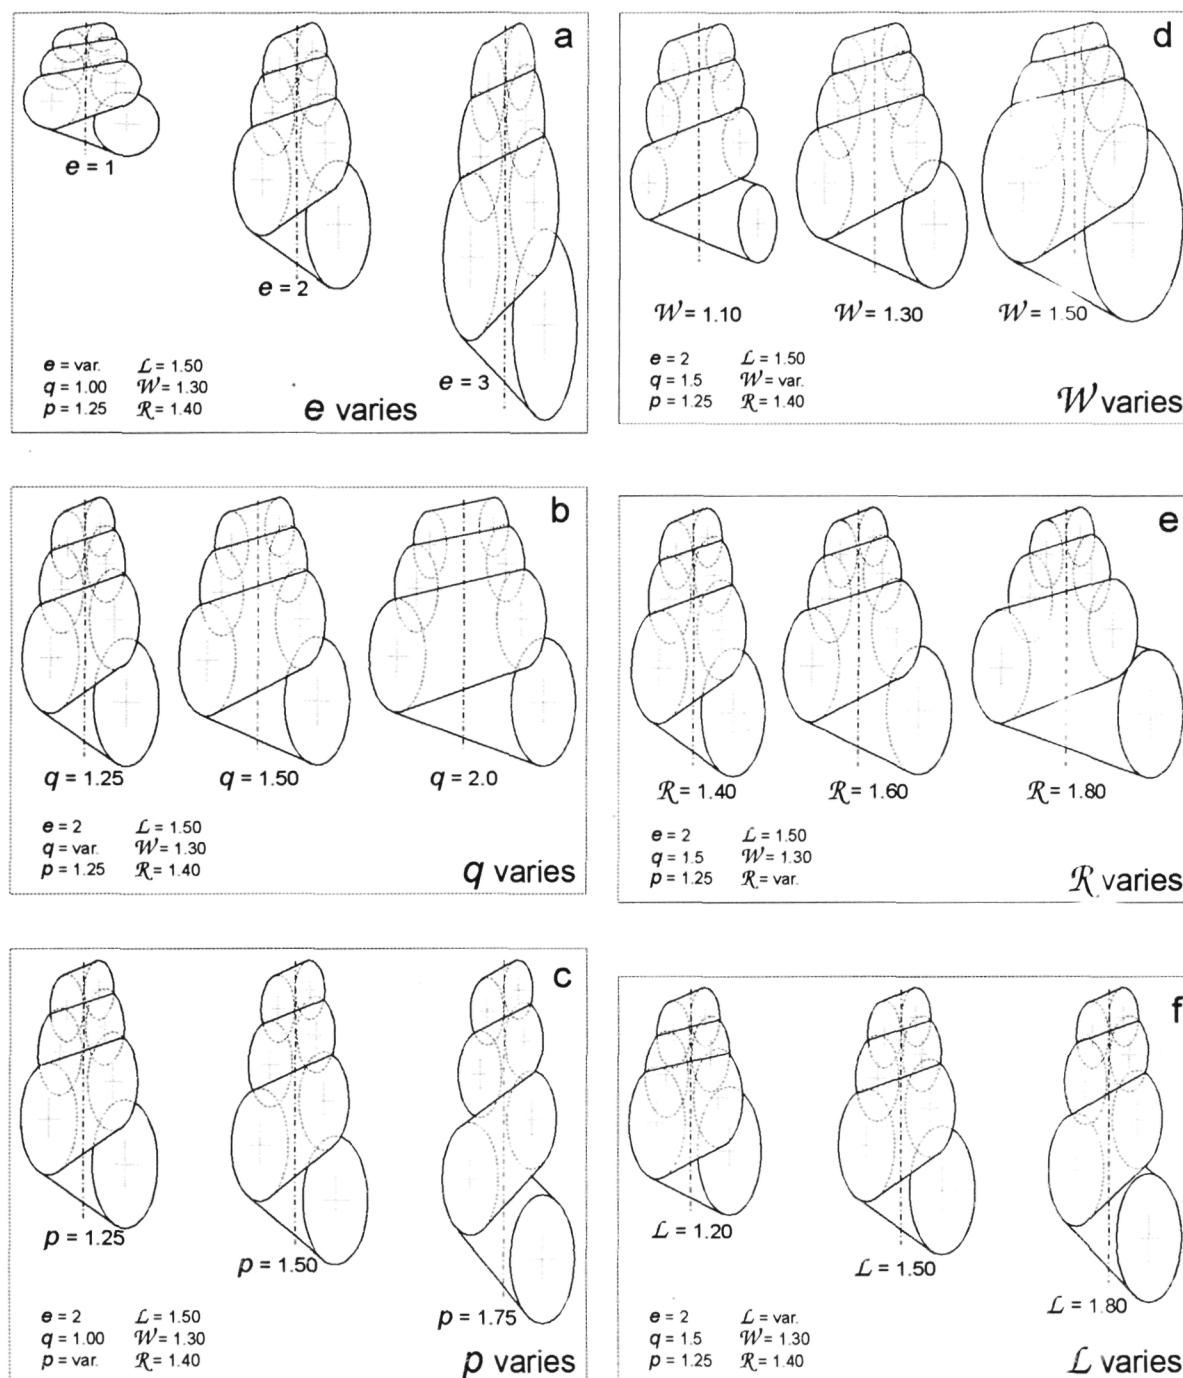 a
e = 1
e = 2
e = 3
e = var. ℒ = 1.50
q = 1.00 𝒲 = 1.30
p = 1.25 ℛ = 1.40
e varies
b
q = 1.25
q = 1.50
q = 2.0
e = 2 ℒ = 1.50
q = var. 𝒲 = 1.30
p = 1.25 ℛ = 1.40
q varies
c
p = 1.25
p = 1.50
p = 1.75
e = 2 ℒ = 1.50
q = 1.00 𝒲 = 1.30
p = var. ℛ = 1.40
p varies
d
𝒲 = 1.10
𝒲 = 1.30
𝒲 = 1.50
e = 2 ℒ = 1.50
q = 1.5 𝒲 = var.
p = 1.25 ℛ = 1.40
𝒲 varies
e
ℛ = 1.40
ℛ = 1.60
ℛ = 1.80
e = 2 ℒ = 1.50
q = 1.5 𝒲 = 1.30
p = 1.25 ℛ = var.
ℛ varies
f
ℒ = 1.20
ℒ = 1.50
ℒ = 1.80
e = 2 ℒ = var.
q = 1.5 𝒲 = 1.30
p = 1.25 ℛ = 1.40
ℒ varies